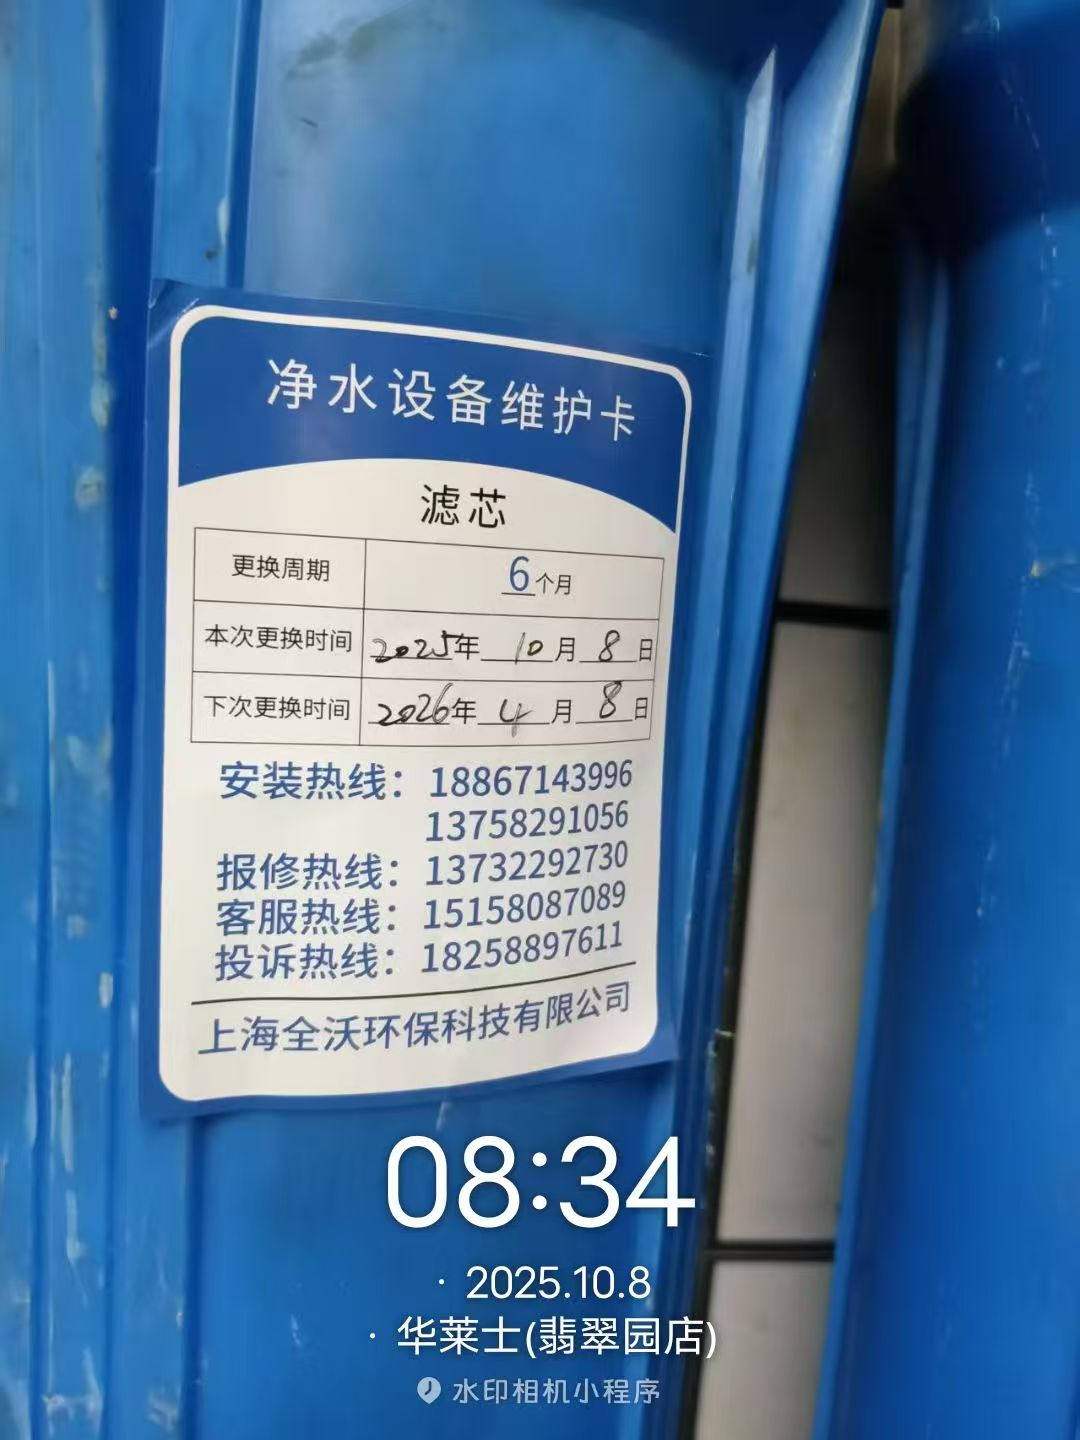 净水设备维护卡
滤芯
更换周期 6个月
本次更换时间 2025年10月8日
下次更换时间 2026年4月8日
安装热线：18867143996
13758291056
报修热线：13732292730
客服热线：15158087089
投诉热线：18258897611
上海全沃环保科技有限公司
08:34
· 2025.10.8
· 华莱士(翡翠园店)
水印相机小程序